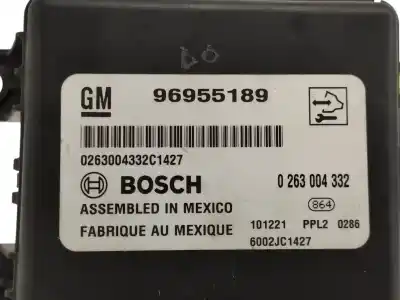 GM 96955189
0263004332C1427
BOSCH 0 263 004 332
ASSEMBLED IN MEXICO 864
FABRIQUE AU MEXIQUE 101221 PPL2 0286
6002JC1427